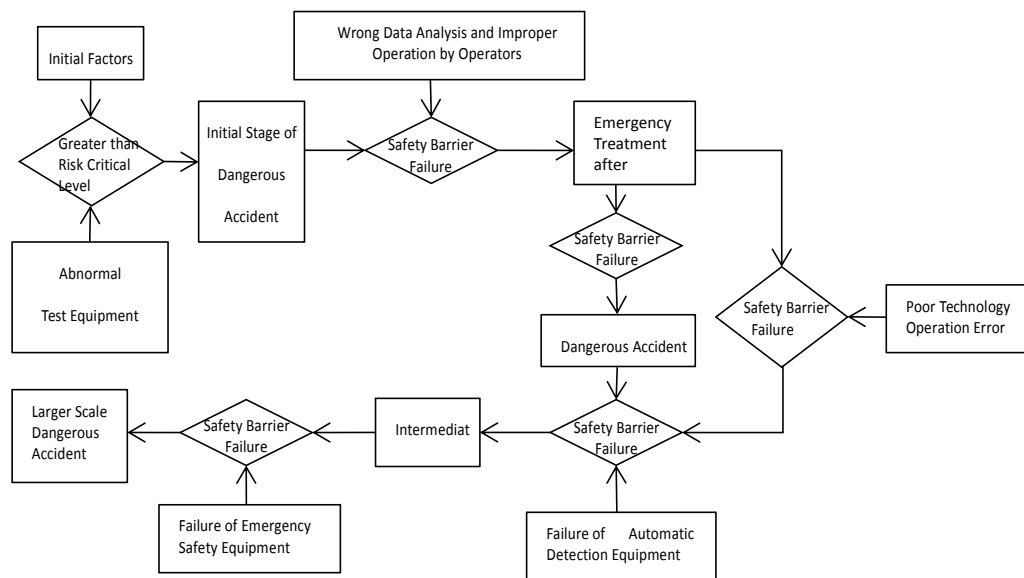 Initial Factors
Wrong Data Analysis and Improper
Operation by Operators
Greater than
Risk Critical
Level
Initial Stage of
Dangerous
Accident
Safety Barrier
Failure
Emergency
Treatment
after
Abnormal
Test Equipment
Safety Barrier
Failure
Safety Barrier
Failure
Poor Technology
Operation Error
Dangerous Accident
Larger Scale
Dangerous
Accident
Safety Barrier
Failure
Intermediat
Safety Barrier
Failure
Failure of Emergency
Safety Equipment
Failure of Automatic
Detection Equipment